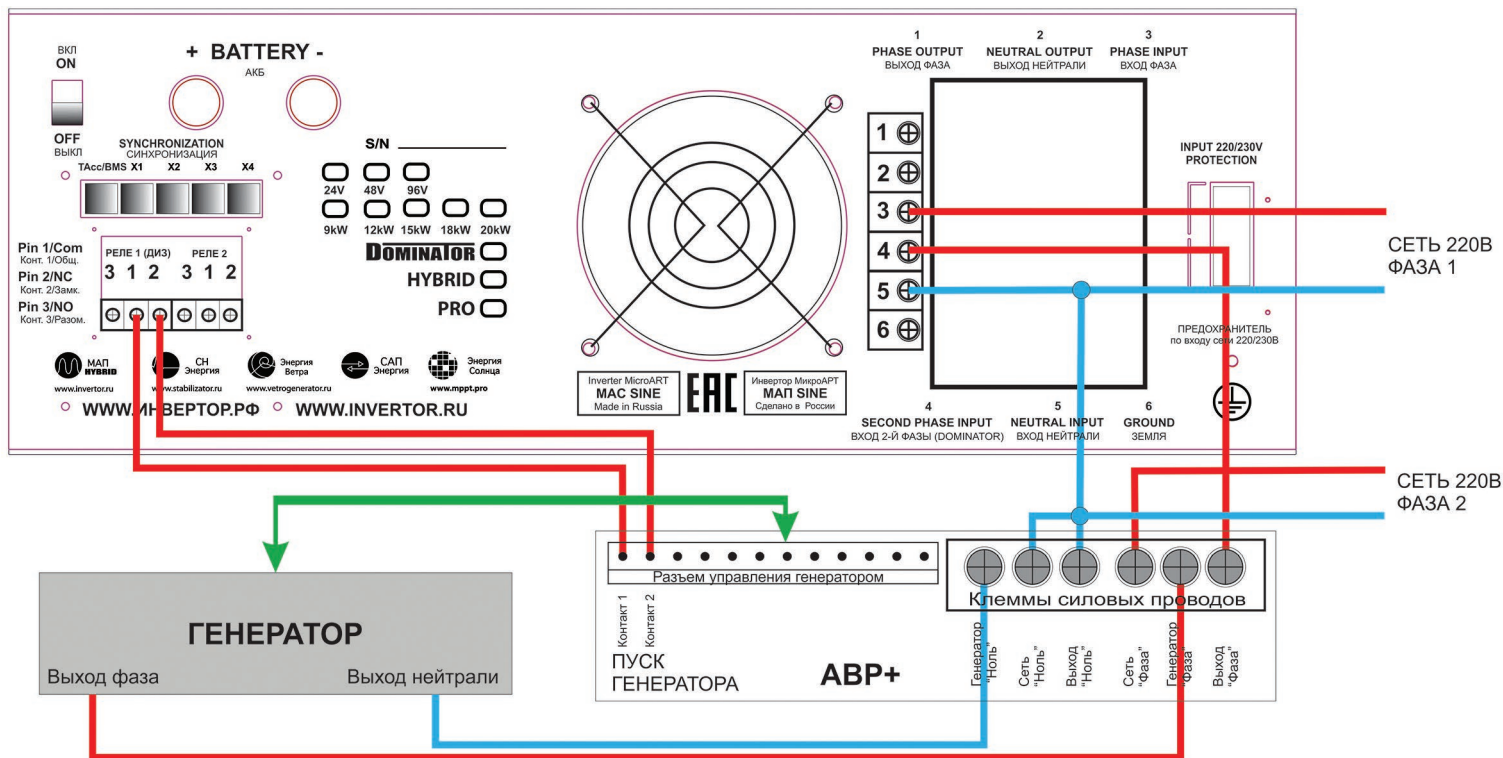 ВКЛ
ON
OFF
ВЫКЛ
+ BATTERY -
АКБ
SYNCHRONIZATION
СИНХРОНИЗАЦИЯ
TAcc/BMS X1 X2 X3 X4
Pin 1/Com
Конт. 1/Общ.
Pin 2/NC
Конт. 2/Замк.
Pin 3/NO
Конт. 3/Разом.
РЕЛЕ 1 (ДИЗ) РЕЛЕ 2
3 1 2 3 1 2
S/N
24V 48V 96V
9kW 12kW 15kW 18kW 20kW
DOMINATOR
HYBRID
PRO
МАП
HYBRID
www.invertor.ru
СН
Энергия
www.stabilizator.ru
Энергия
Ветра
www.vetrogenerator.ru
САП
Энергия
Энергия
Солнца
www.mppt.pro
WWW.ИНВЕРТОР.РФ WWW.INVERTOR.RU
Inverter MicroART
MAC SINE
Made in Russia
EAC
Инвертор МикроАРТ
МАП SINE
Сделано в России
1
PHASE OUTPUT
ВЫХОД ФАЗА
2
NEUTRAL OUTPUT
ВЫХОД НЕЙТРАЛИ
3
PHASE INPUT
ВХОД ФАЗА
1
2
3
4
5
6
4
SECOND PHASE INPUT
ВХОД 2-Й ФАЗЫ (DOMINATOR)
5
NEUTRAL INPUT
ВХОД НЕЙТРАЛИ
6
GROUND
ЗЕМЛЯ
INPUT 220/230V
PROTECTION
ПРЕДОХРАНИТЕЛЬ
по входу сети 220/230В
СЕТЬ 220В
ФАЗА 1
СЕТЬ 220В
ФАЗА 2
ГЕНЕРАТОР
Выход фаза Выход нейтрали
Разъем управления генератором
Контакт 1
Контакт 2
ПУСК
ГЕНЕРАТОРА
АВР+
Клеммы силовых проводов
Генератор
"Ноль"
Сеть
"Ноль"
Выход
"Ноль"
Сеть
"Фаза"
Генератор
"Фаза"
Выход
"Фаза"